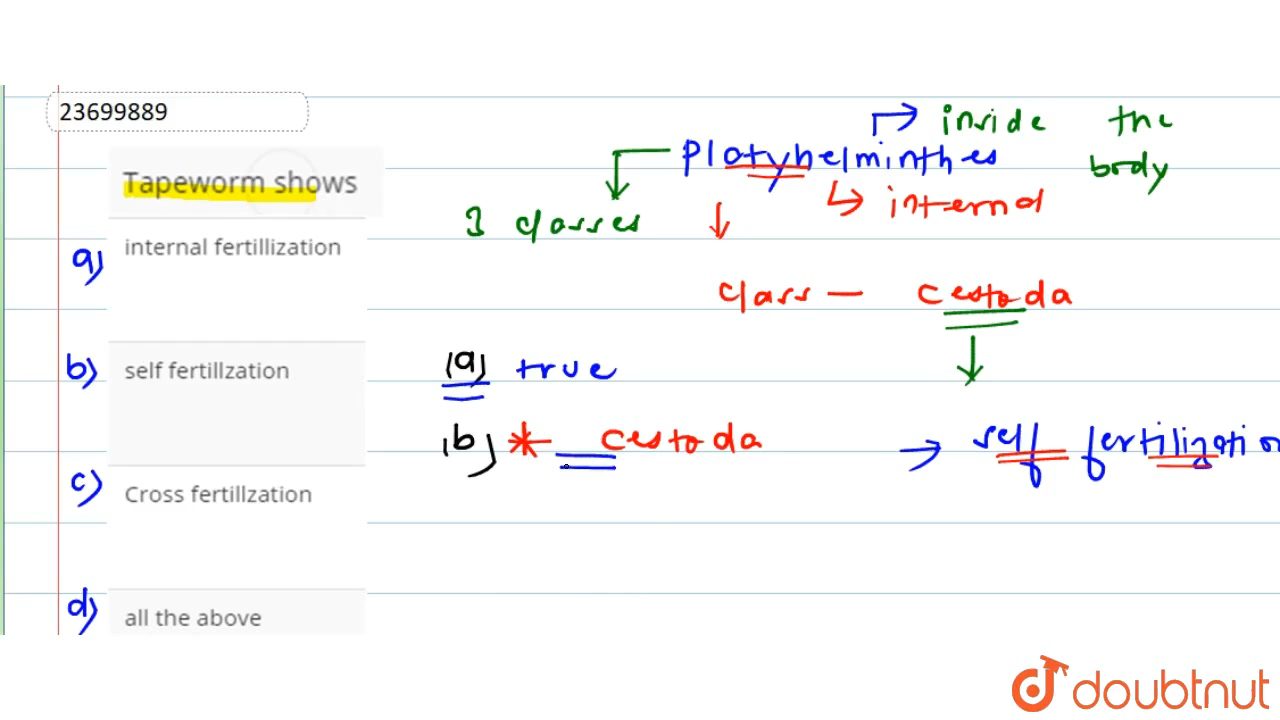 23699889
Tapeworm shows
a) internal fertillization
b) self fertillzation
c) Cross fertillzation
d) all the above
Platyhelminthes
inside the
body
internal
3 classes
class - cestoda
(a) true
(b) * cestoda
self fertilization
doubtnut